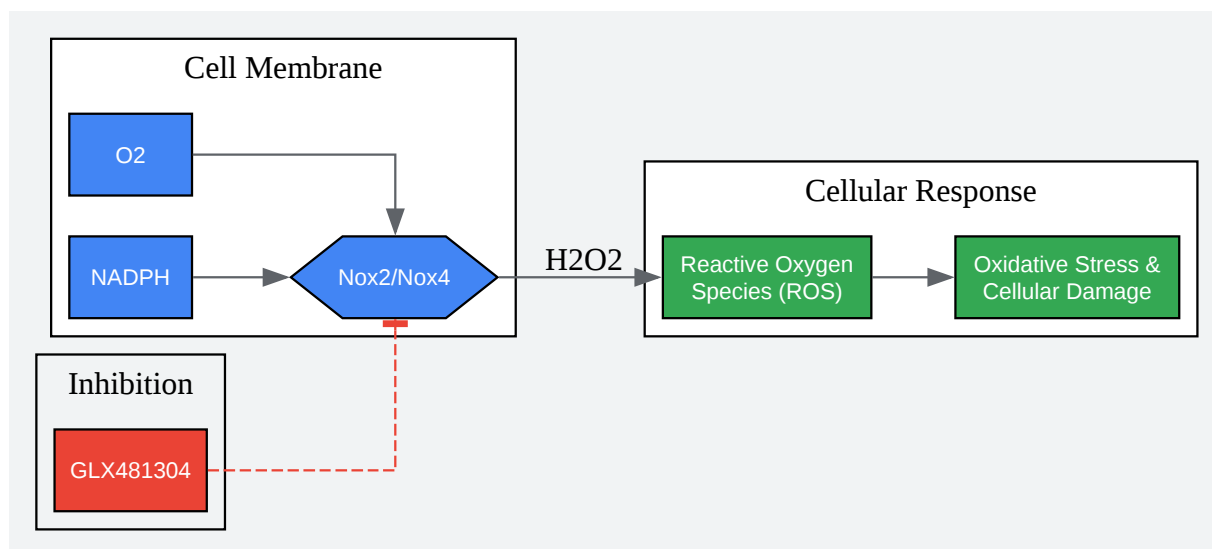 Cell Membrane
O2
NADPH
Nox2/Nox4
H2O2
Cellular Response
Reactive Oxygen
Species (ROS)
Oxidative Stress &
Cellular Damage
Inhibition
GLX481304